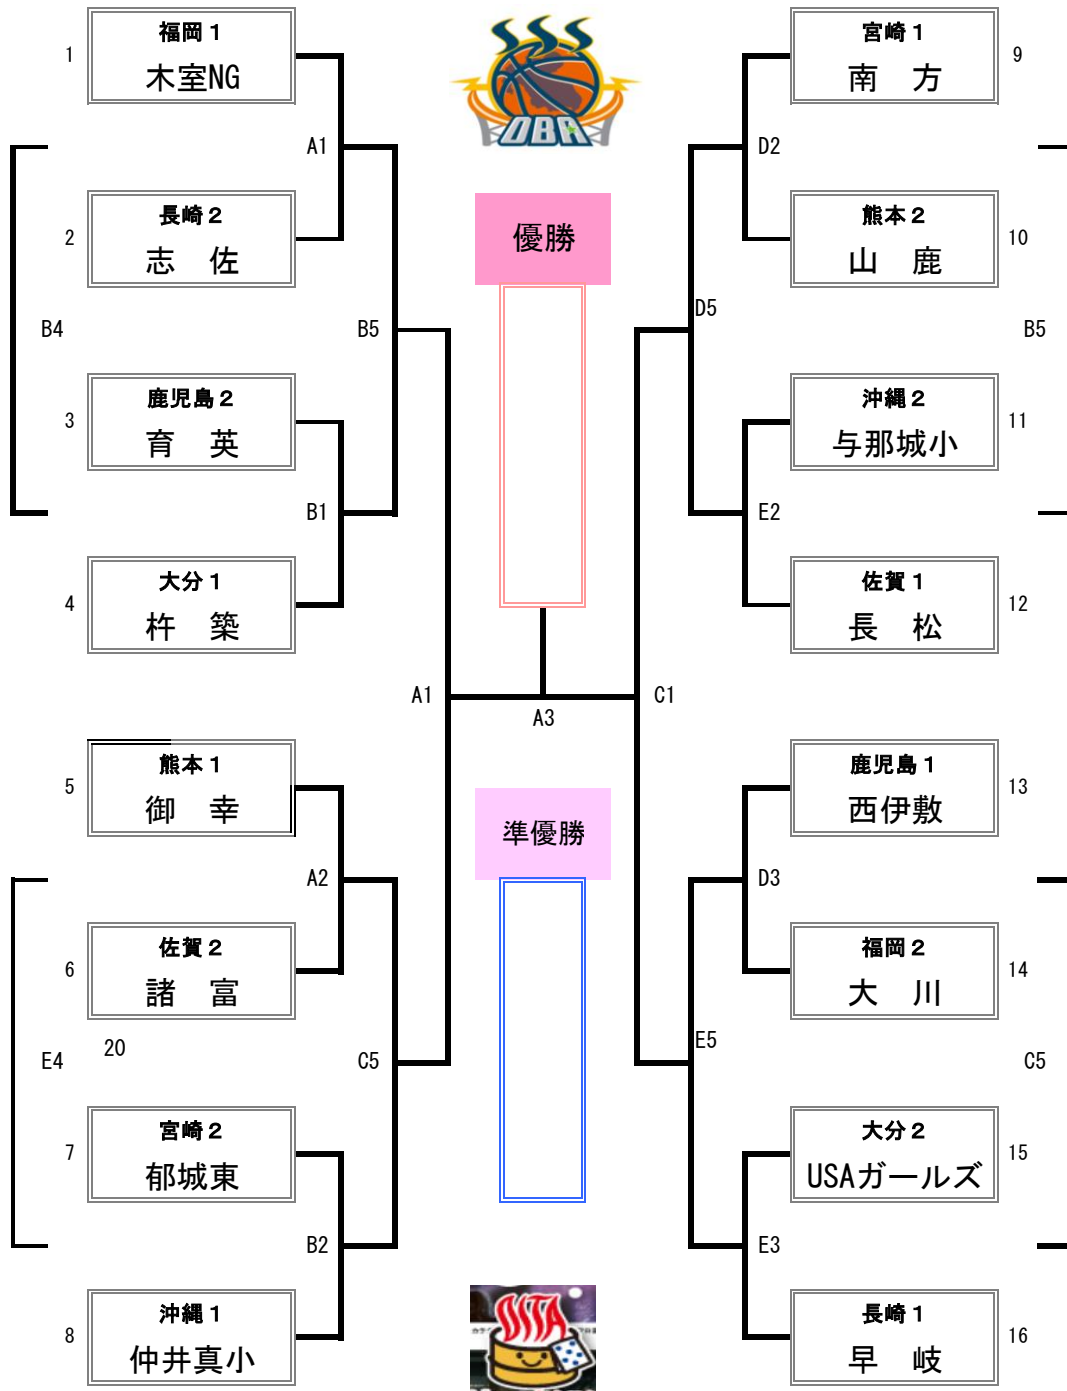 福岡１
木室NG
1
A1
長崎２
志　佐
2
B4
B5
鹿児島２
育　英
3
B1
大分１
杵　築
4
A1
熊本１
御　幸
5
A2
佐賀２
諸　富
6
20
E4
C5
宮崎２
郁城東
7
B2
沖縄１
仲井真小
8
OBA
優勝
A3
準優勝
OITA
宮崎１
南　方
9
D2
熊本２
山　鹿
10
D5
B5
沖縄２
与那城小
11
E2
佐賀１
長　松
12
C1
鹿児島１
西伊敷
13
D3
福岡２
大　川
14
E5
C5
大分２
USAガールズ
15
E3
長崎１
早　岐
16